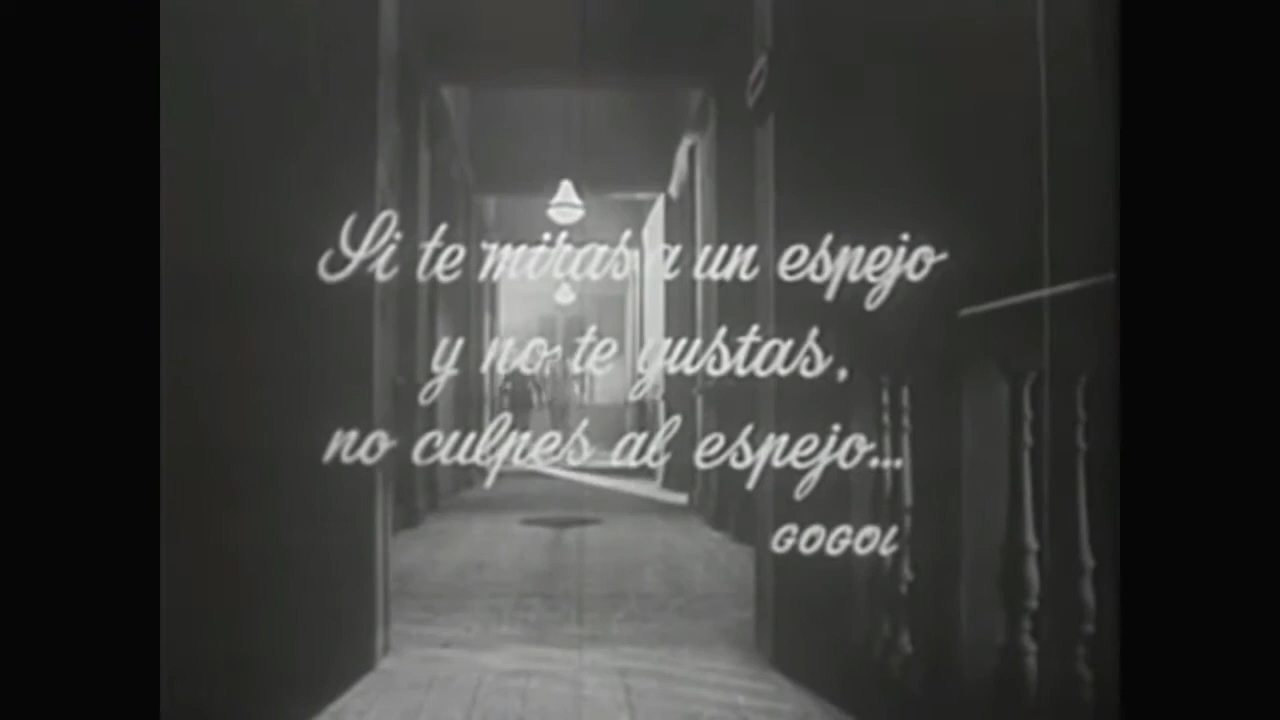 Si te miras a un espejo
y no te gustas,
no culpes al espejo...
GOGOL